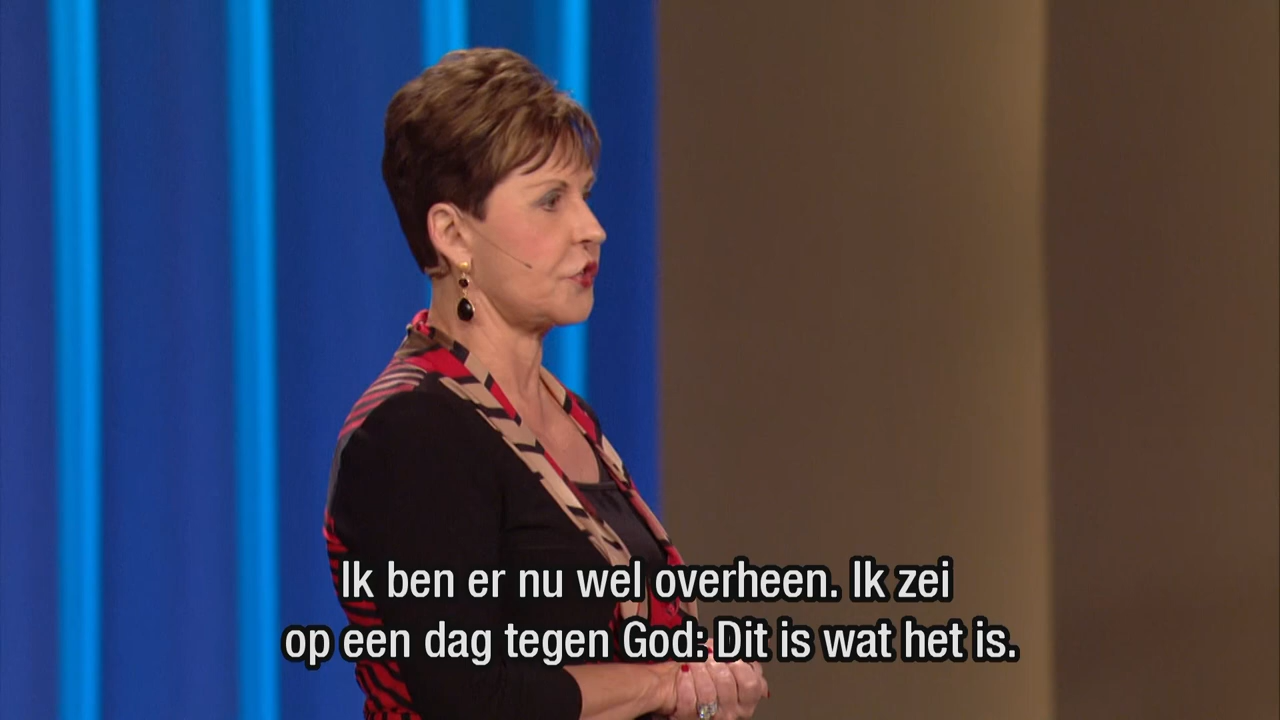 Ik ben er nu wel overheen. Ik zei
op een dag tegen God: Dit is wat het is.